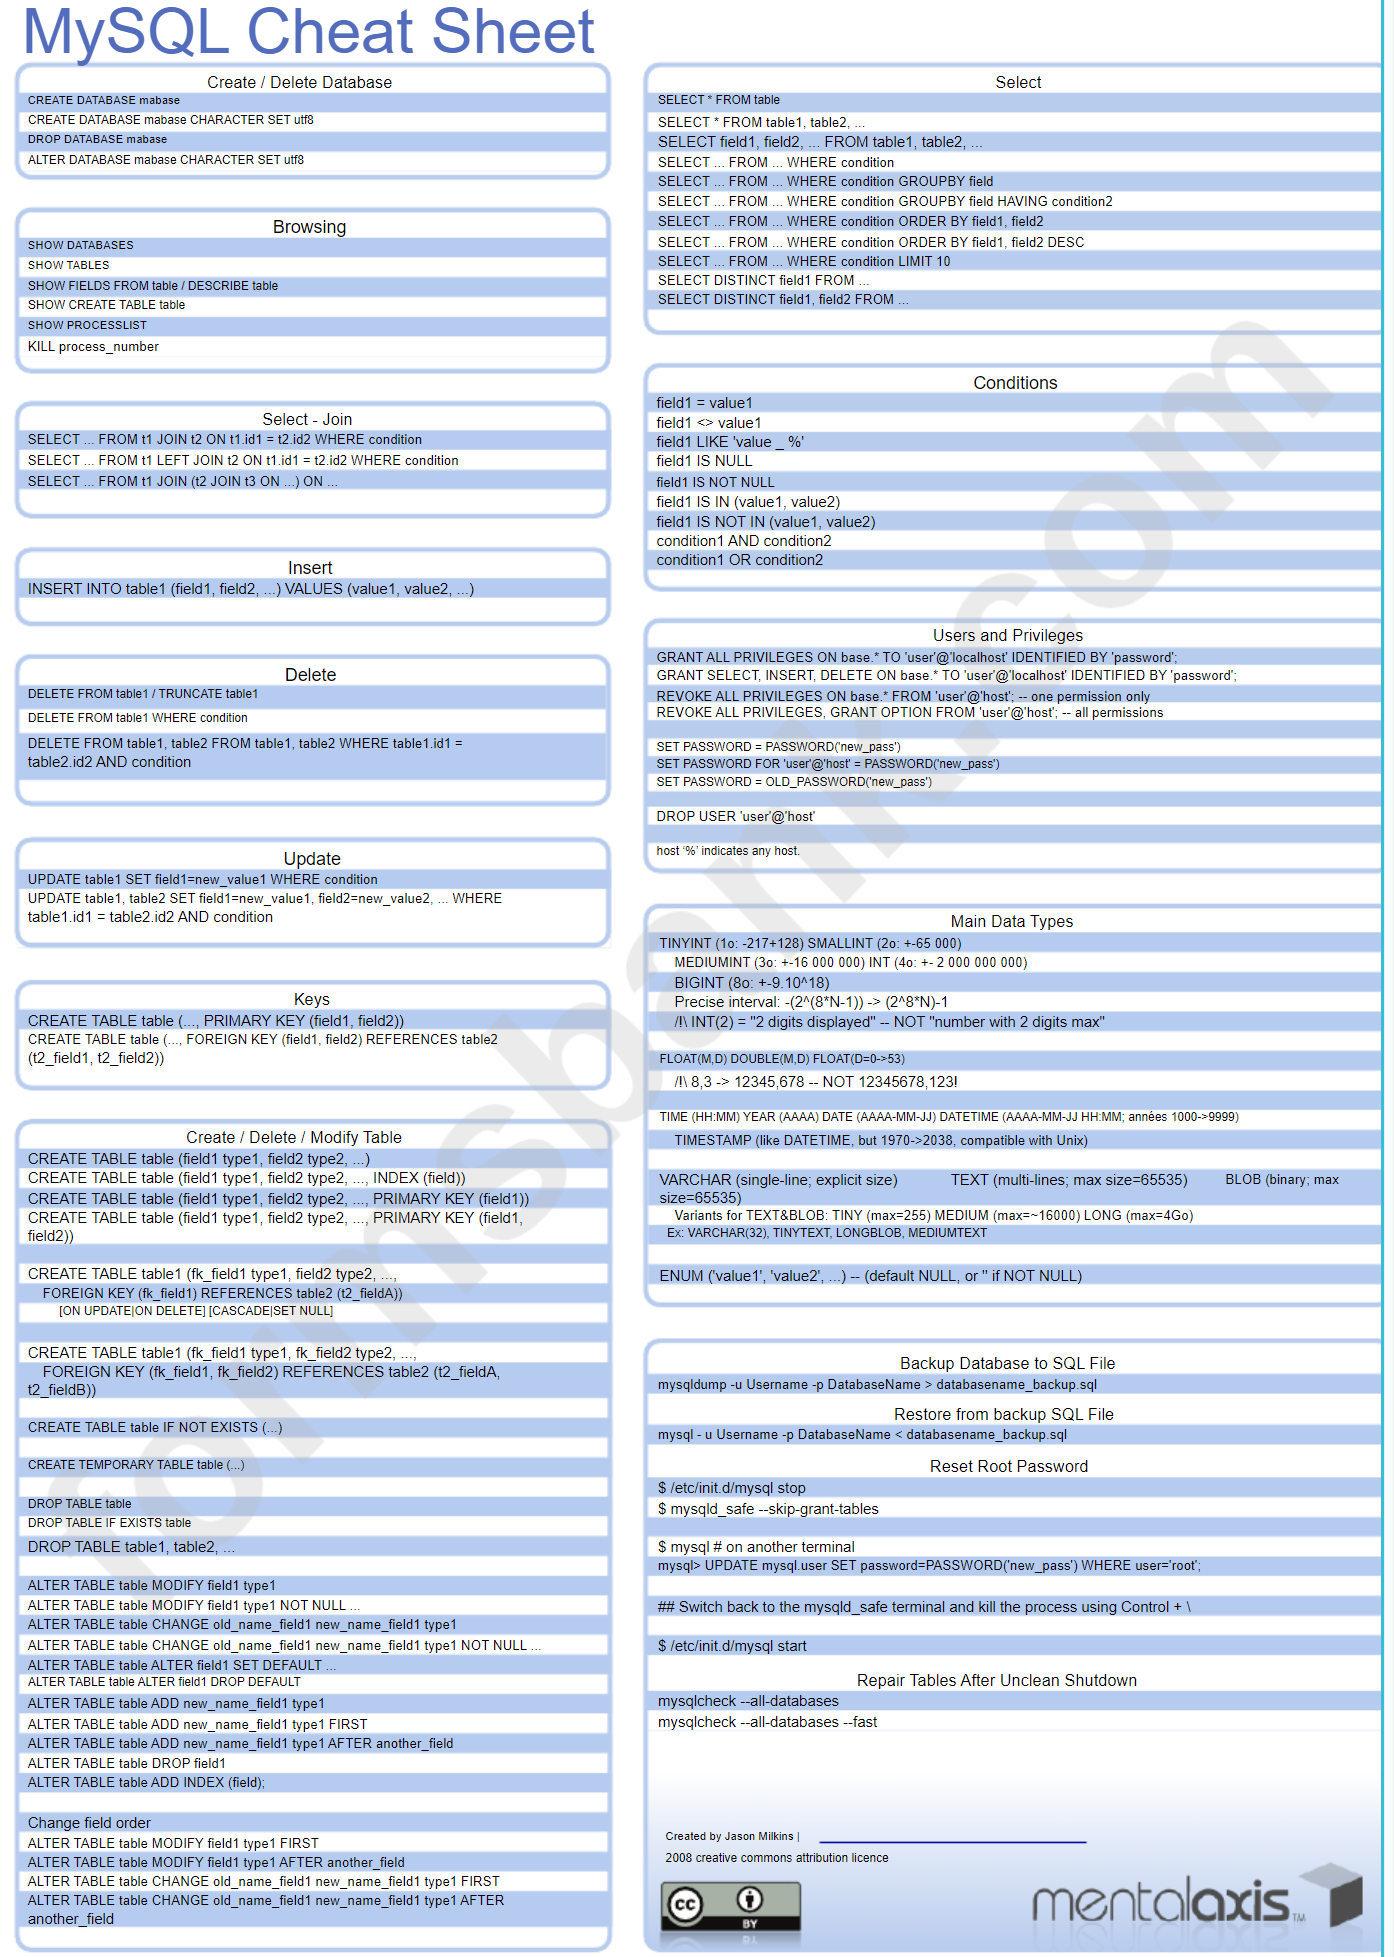 MySQL Cheat Sheet
Create / Delete Database
CREATE DATABASE mabase
CREATE DATABASE mabase CHARACTER SET utf8
DROP DATABASE mabase
ALTER DATABASE mabase CHARACTER SET utf8
Browsing
SHOW DATABASES
SHOW TABLES
SHOW FIELDS FROM table / DESCRIBE table
SHOW CREATE TABLE table
SHOW PROCESSLIST
KILL process_number
Select - Join
SELECT ... FROM t1 JOIN t2 ON t1.id1 = t2.id2 WHERE condition
SELECT ... FROM t1 LEFT JOIN t2 ON t1.id1 = t2.id2 WHERE condition
SELECT ... FROM t1 JOIN (t2 JOIN t3 ON ...) ON ...
Insert
INSERT INTO table1 (field1, field2, ...) VALUES (value1, value2, ...)
Delete
DELETE FROM table1 / TRUNCATE table1
DELETE FROM table1 WHERE condition
DELETE FROM table1, table2 FROM table1, table2 WHERE table1.id1 =
table2.id2 AND condition
Update
UPDATE table1 SET field1=new_value1 WHERE condition
UPDATE table1, table2 SET field1=new_value1, field2=new_value2, ... WHERE
table1.id1 = table2.id2 AND condition
Keys
CREATE TABLE table (..., PRIMARY KEY (field1, field2))
CREATE TABLE table (..., FOREIGN KEY (field1, field2) REFERENCES table2
(t2_field1, t2_field2))
Create / Delete / Modify Table
CREATE TABLE table (field1 type1, field2 type2, ...)
CREATE TABLE table (field1 type1, field2 type2, ..., INDEX (field))
CREATE TABLE table (field1 type1, field2 type2, ..., PRIMARY KEY (field1))
CREATE TABLE table (field1 type1, field2 type2, ..., PRIMARY KEY (field1,
field2))
CREATE TABLE table1 (fk_field1 type1, field2 type2, ...,
FOREIGN KEY (fk_field1) REFERENCES table2 (t2_fieldA))
[ON UPDATE|ON DELETE] [CASCADE|SET NULL]
CREATE TABLE table1 (fk_field1 type1, fk_field2 type2, ...,
FOREIGN KEY (fk_field1, fk_field2) REFERENCES table2 (t2_fieldA,
t2_fieldB))
CREATE TABLE table IF NOT EXISTS (...)
CREATE TEMPORARY TABLE table (...)
DROP TABLE table
DROP TABLE IF EXISTS table
DROP TABLE table1, table2, ...
ALTER TABLE table MODIFY field1 type1
ALTER TABLE table MODIFY field1 type1 NOT NULL ...
ALTER TABLE table CHANGE old_name_field1 new_name_field1 type1
ALTER TABLE table CHANGE old_name_field1 new_name_field1 type1 NOT NULL ...
ALTER TABLE table ALTER field1 SET DEFAULT ...
ALTER TABLE table ALTER field1 DROP DEFAULT
ALTER TABLE table ADD new_name_field1 type1
ALTER TABLE table ADD new_name_field1 type1 FIRST
ALTER TABLE table ADD new_name_field1 type1 AFTER another_field
ALTER TABLE table DROP field1
ALTER TABLE table ADD INDEX (field);
Change field order
ALTER TABLE table MODIFY field1 type1 FIRST
ALTER TABLE table MODIFY field1 type1 AFTER another_field
ALTER TABLE table CHANGE old_name_field1 new_name_field1 type1 FIRST
ALTER TABLE table CHANGE old_name_field1 new_name_field1 type1 AFTER
another_field
Select
SELECT * FROM table
SELECT * FROM table1, table2, ...
SELECT field1, field2, ... FROM table1, table2, ...
SELECT ... FROM ... WHERE condition
SELECT ... FROM ... WHERE condition GROUPBY field
SELECT ... FROM ... WHERE condition GROUPBY field HAVING condition2
SELECT ... FROM ... WHERE condition ORDER BY field1, field2
SELECT ... FROM ... WHERE condition ORDER BY field1, field2 DESC
SELECT ... FROM ... WHERE condition LIMIT 10
SELECT DISTINCT field1 FROM ...
SELECT DISTINCT field1, field2 FROM ...
Conditions
field1 = value1
field1 <> value1
field1 LIKE 'value _ %'
field1 IS NULL
field1 IS NOT NULL
field1 IS IN (value1, value2)
field1 IS NOT IN (value1, value2)
condition1 AND condition2
condition1 OR condition2
Users and Privileges
GRANT ALL PRIVILEGES ON base.* TO 'user'@'localhost' IDENTIFIED BY 'password';
GRANT SELECT, INSERT, DELETE ON base.* TO 'user'@'localhost' IDENTIFIED BY 'password';
REVOKE ALL PRIVILEGES ON base.* FROM 'user'@'host'; -- one permission only
REVOKE ALL PRIVILEGES, GRANT OPTION FROM 'user'@'host'; -- all permissions
SET PASSWORD = PASSWORD('new_pass')
SET PASSWORD FOR 'user'@'host' = PASSWORD('new_pass')
SET PASSWORD = OLD_PASSWORD('new_pass')
DROP USER 'user'@'host'
host ‘%’ indicates any host.
Main Data Types
TINYINT (1o: -217+128) SMALLINT (2o: +-65 000)
MEDIUMINT (3o: +-16 000 000) INT (4o: +- 2 000 000 000)
BIGINT (8o: +-9.10^18)
Precise interval: -(2^(8*N-1)) -> (2^8*N)-1
/!\ INT(2) = "2 digits displayed" -- NOT "number with 2 digits max"
FLOAT(M,D) DOUBLE(M,D) FLOAT(D=0->53)
/!\ 8,3 -> 12345,678 -- NOT 12345678,123!
TIME (HH:MM) YEAR (AAAA) DATE (AAAA-MM-JJ) DATETIME (AAAA-MM-JJ HH:MM; années 1000->9999)
TIMESTAMP (like DATETIME, but 1970->2038, compatible with Unix)
VARCHAR (single-line; explicit size) TEXT (multi-lines; max size=65535) BLOB (binary; max
size=65535)
Variants for TEXT&BLOB: TINY (max=255) MEDIUM (max=~16000) LONG (max=4Go)
Ex: VARCHAR(32), TINYTEXT, LONGBLOB, MEDIUMTEXT
ENUM ('value1', 'value2', ...) -- (default NULL, or '' if NOT NULL)
Backup Database to SQL File
mysqldump -u Username -p DatabaseName > databasename_backup.sql
Restore from backup SQL File
mysql - u Username -p DatabaseName < databasename_backup.sql
Reset Root Password
$ /etc/init.d/mysql stop
$ mysqld_safe --skip-grant-tables
$ mysql # on another terminal
mysql> UPDATE mysql.user SET password=PASSWORD('new_pass') WHERE user='root';
## Switch back to the mysqld_safe terminal and kill the process using Control + \
$ /etc/init.d/mysql start
Repair Tables After Unclean Shutdown
mysqlcheck --all-databases
mysqlcheck --all-databases --fast
Created by Jason Milkins |
2008 creative commons attribution licence
cc BY
mentalaxis TM
formsbank.com